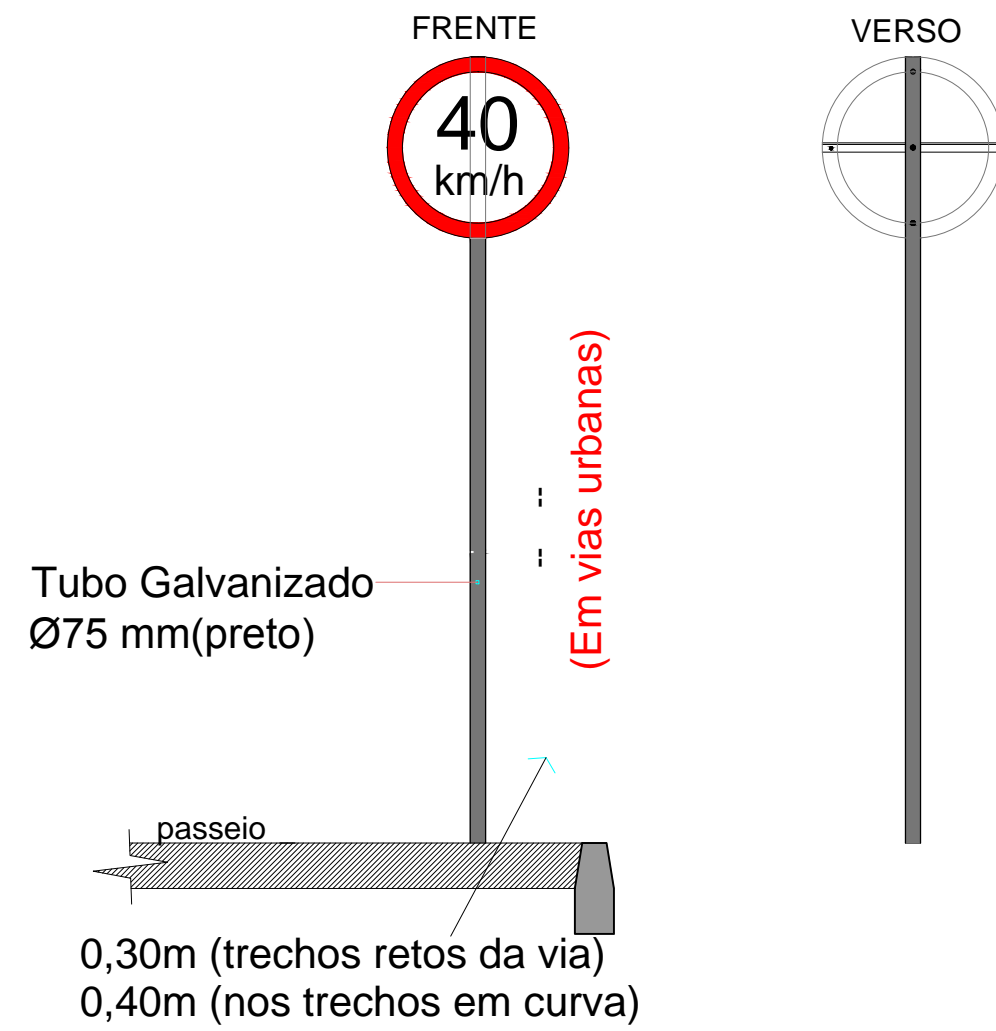 FRENTE
VERSO
40
km/h
(Em vias urbanas)
Tubo Galvanizado
Ø75 mm(preto)
passeio
0,30m (trechos retos da via)
0,40m (nos trechos em curva)